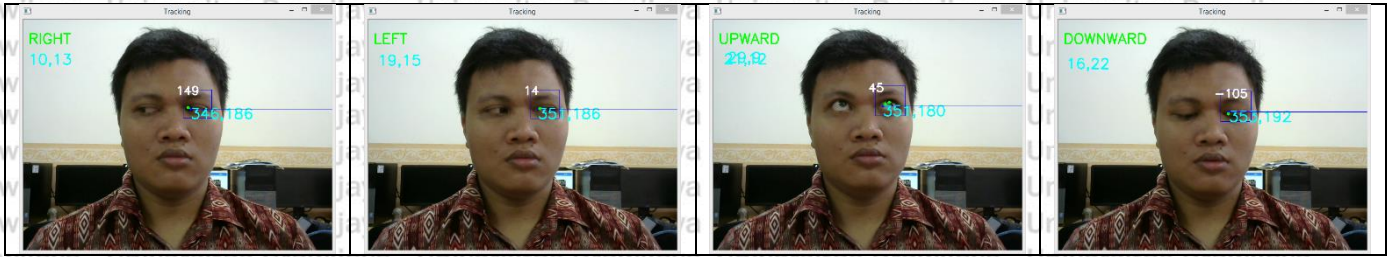 Tracking
RIGHT
10,13
149
346,186
Tracking
LEFT
19,15
14
351,186
Tracking
UPWARD
45
351,180
Tracking
DOWNWARD
16,22
-105
353,192